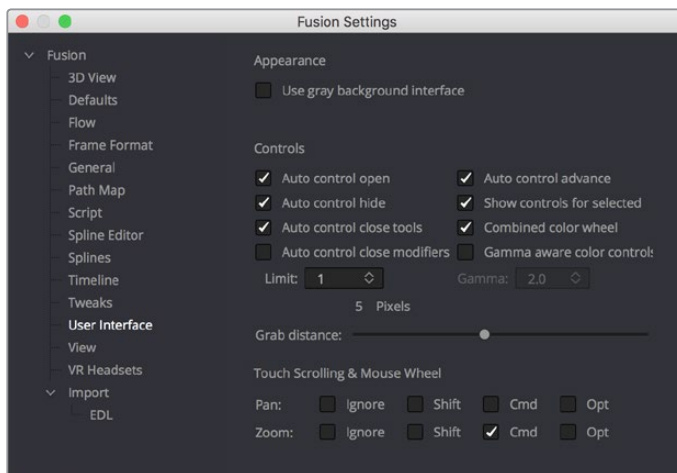 Fusion Settings
Fusion
3D View
Defaults
Flow
Frame Format
General
Path Map
Script
Spline Editor
Splines
Timeline
Tweaks
User Interface
View
VR Headsets
Import
EDL
Appearance
Use gray background interface
Controls
Auto control open Auto control advance
Auto control hide Show controls for selected
Auto control close tools Combined color wheel
Auto control close modifiers Gamma aware color controls
Limit: 1 Gamma: 2.0
5 Pixels
Grab distance:
Touch Scrolling & Mouse Wheel
Pan: Ignore Shift Cmd Opt
Zoom: Ignore Shift Cmd Opt